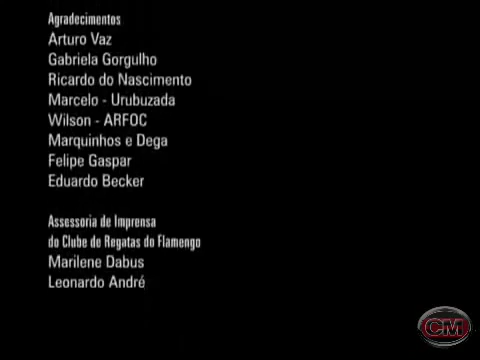 Agradecimentos
Arturo Vaz
Gabriela Gorgulho
Ricardo do Nascimento
Marcelo - Urubuzada
Wilson - ARFOC
Marquinhos e Dega
Felipe Gaspar
Eduardo Becker
Assessoria de Imprensa
do Clube de Regatas do Flamengo
Marilene Dabus
Leonardo André
CM